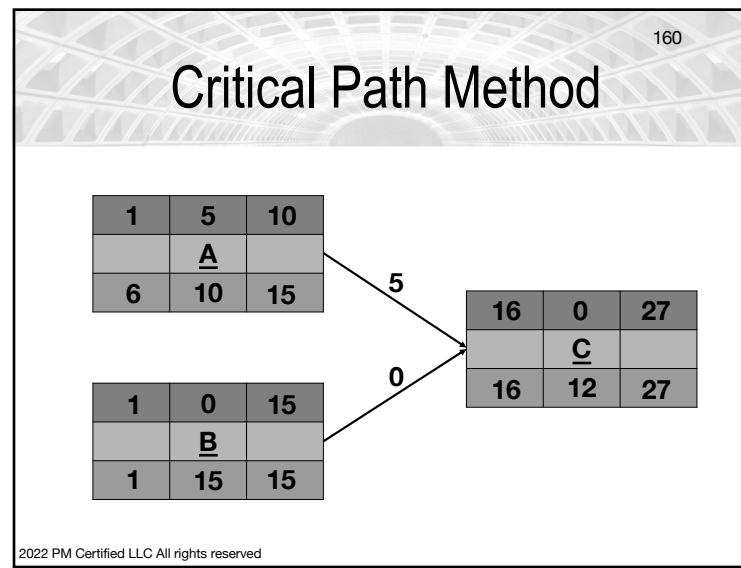 160
Critical Path Method
1 5 10
A
6 10 15
5
16 0 27
C
16 12 27
0
1 0 15
B
1 15 15
2022 PM Certified LLC All rights reserved